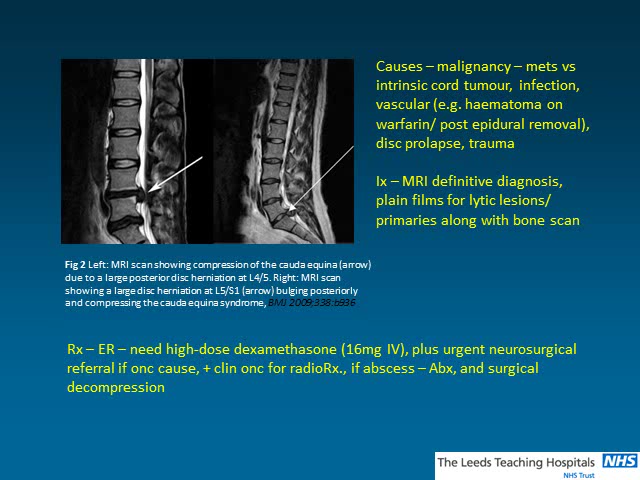 Causes – malignancy – mets vs
intrinsic cord tumour, infection,
vascular (e.g. haematoma on
warfarin/ post epidural removal),
disc prolapse, trauma
Ix – MRI definitive diagnosis,
plain films for lytic lesions/
primaries along with bone scan
Fig 2 Left: MRI scan showing compression of the cauda equina (arrow)
due to a large posterior disc herniation at L4/5. Right: MRI scan
showing a large disc herniation at L5/S1 (arrow) bulging posteriorly
and compressing the cauda equina syndrome, BMJ 2009;338:b936
Rx – ER – need high-dose dexamethasone (16mg IV), plus urgent neurosurgical
referral if onc cause, + clin onc for radioRx., if abscess – Abx, and surgical
decompression
The Leeds Teaching Hospitals NHS
NHS Trust